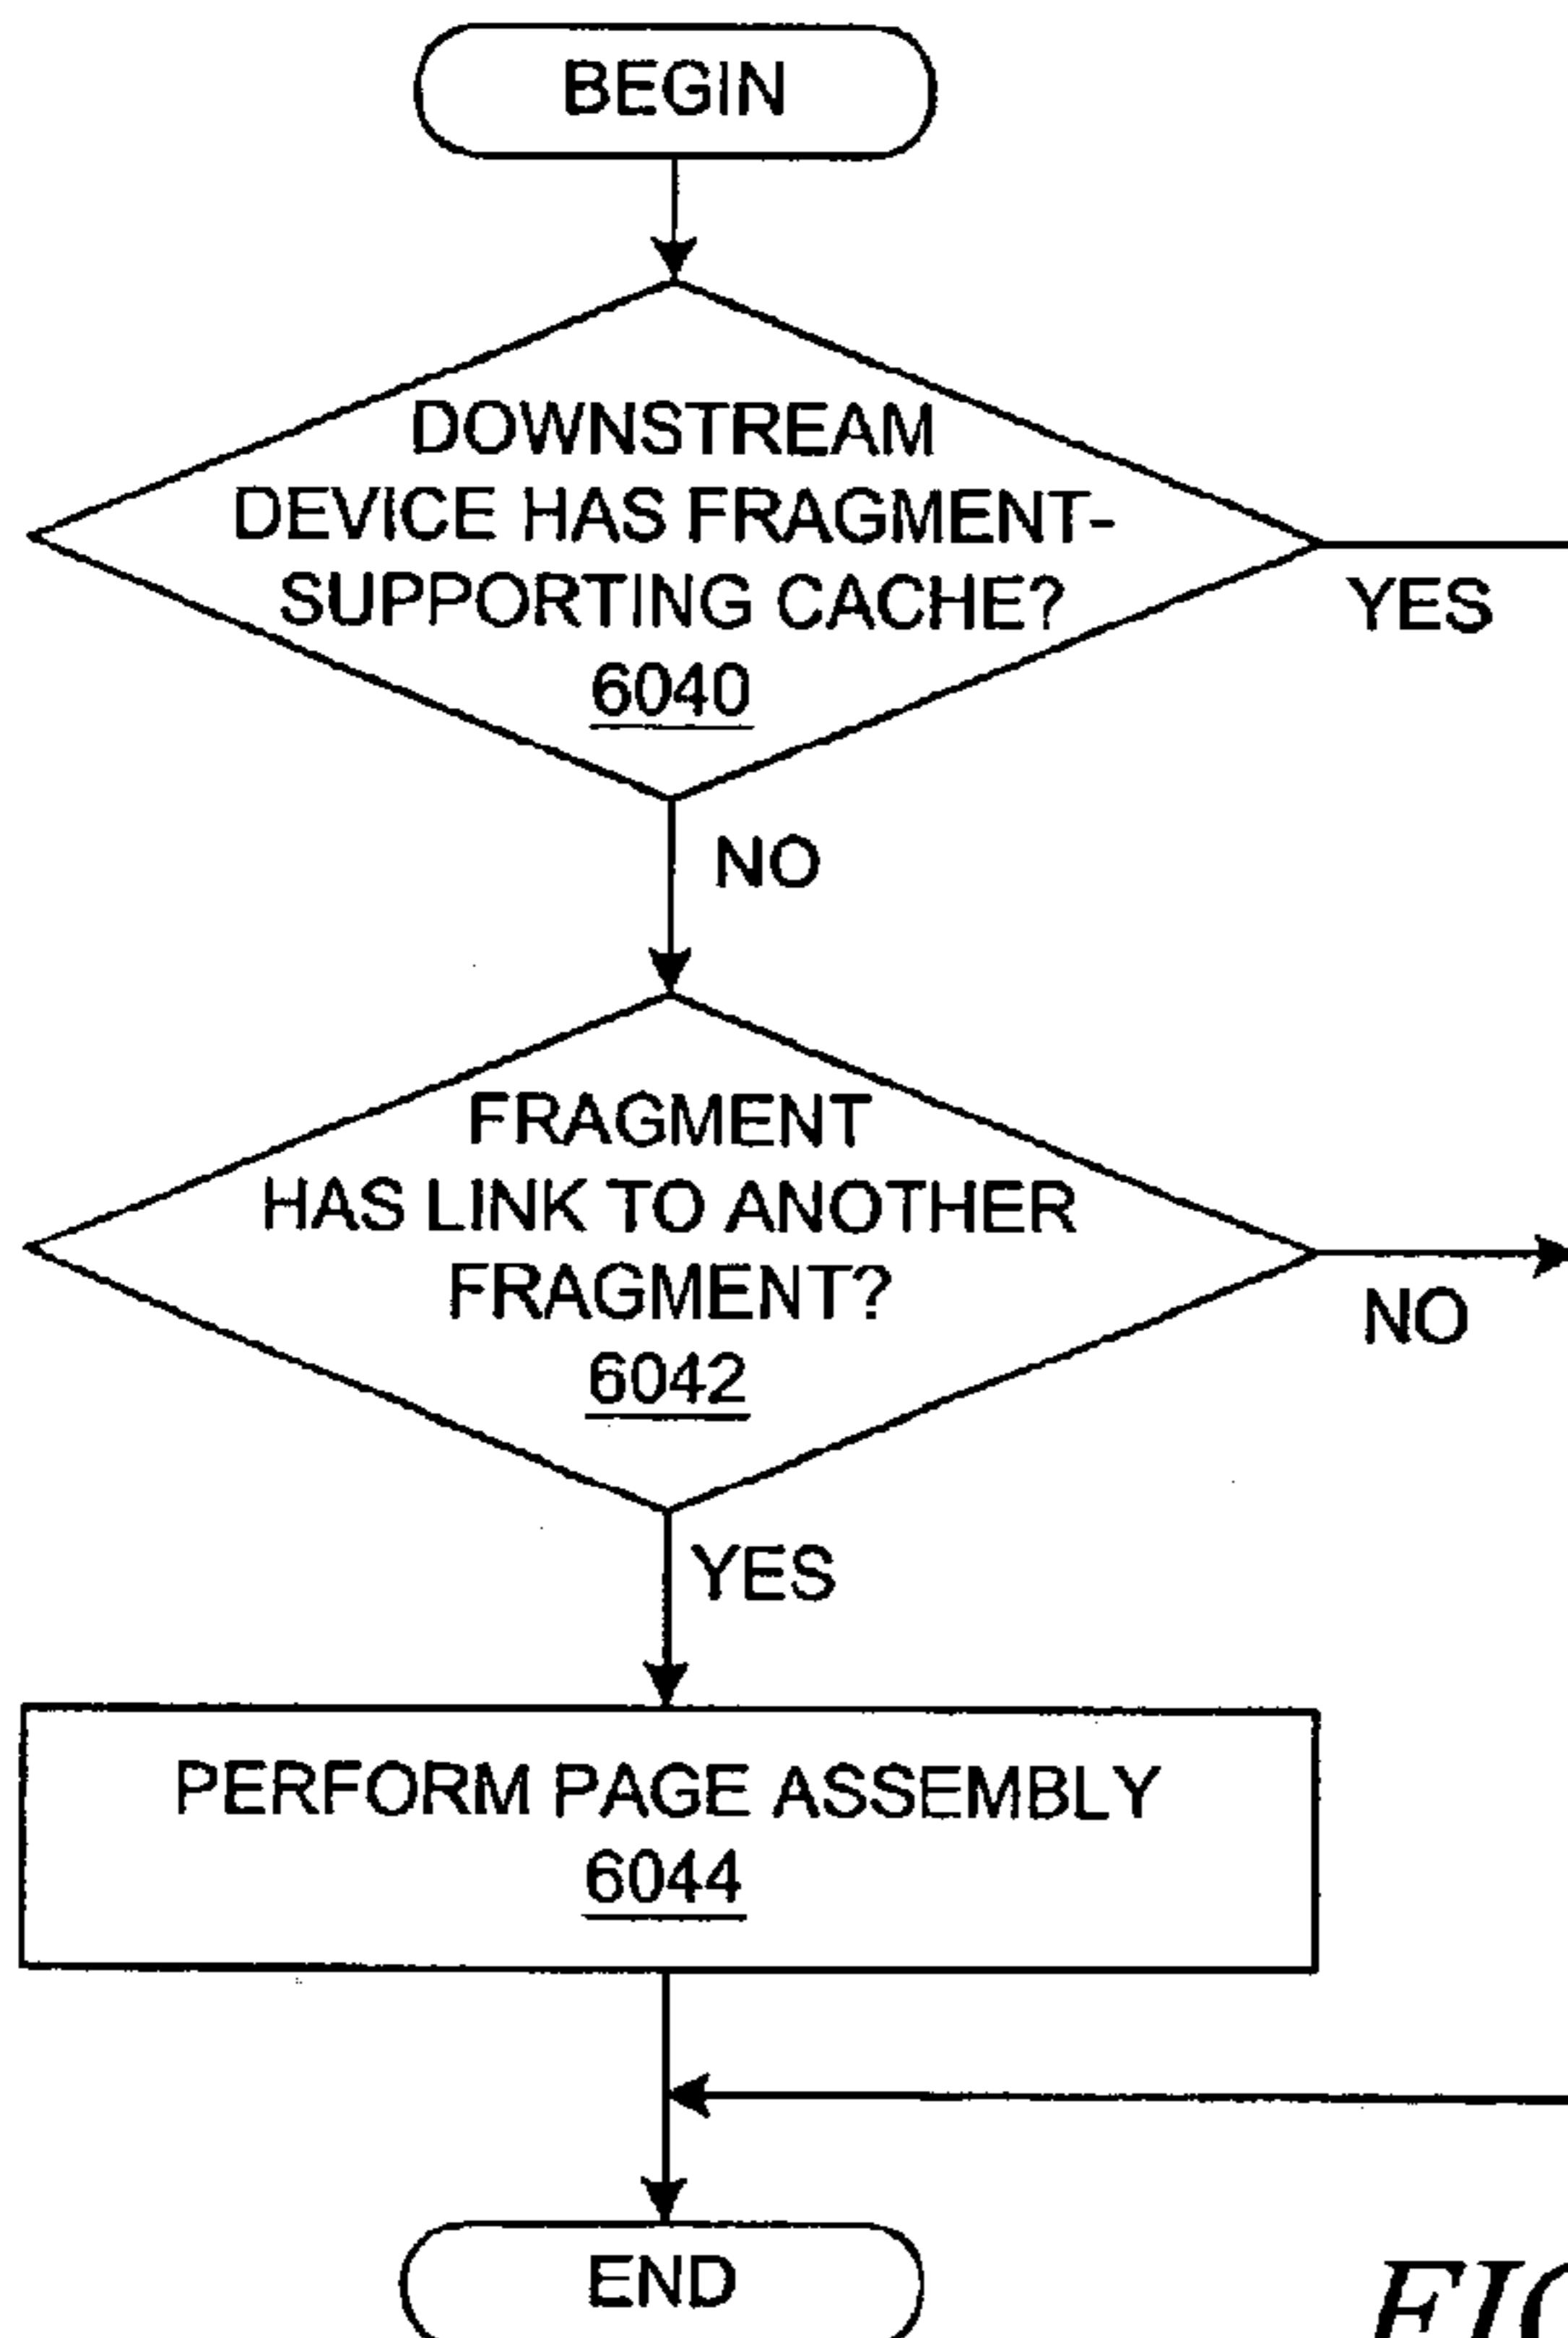 BEGIN
DOWNSTREAM
DEVICE HAS FRAGMENT-
SUPPORTING CACHE?
6040
YES
NO
FRAGMENT
HAS LINK TO ANOTHER
FRAGMENT?
6042
NO
YES
PERFORM PAGE ASSEMBLY
6044
END